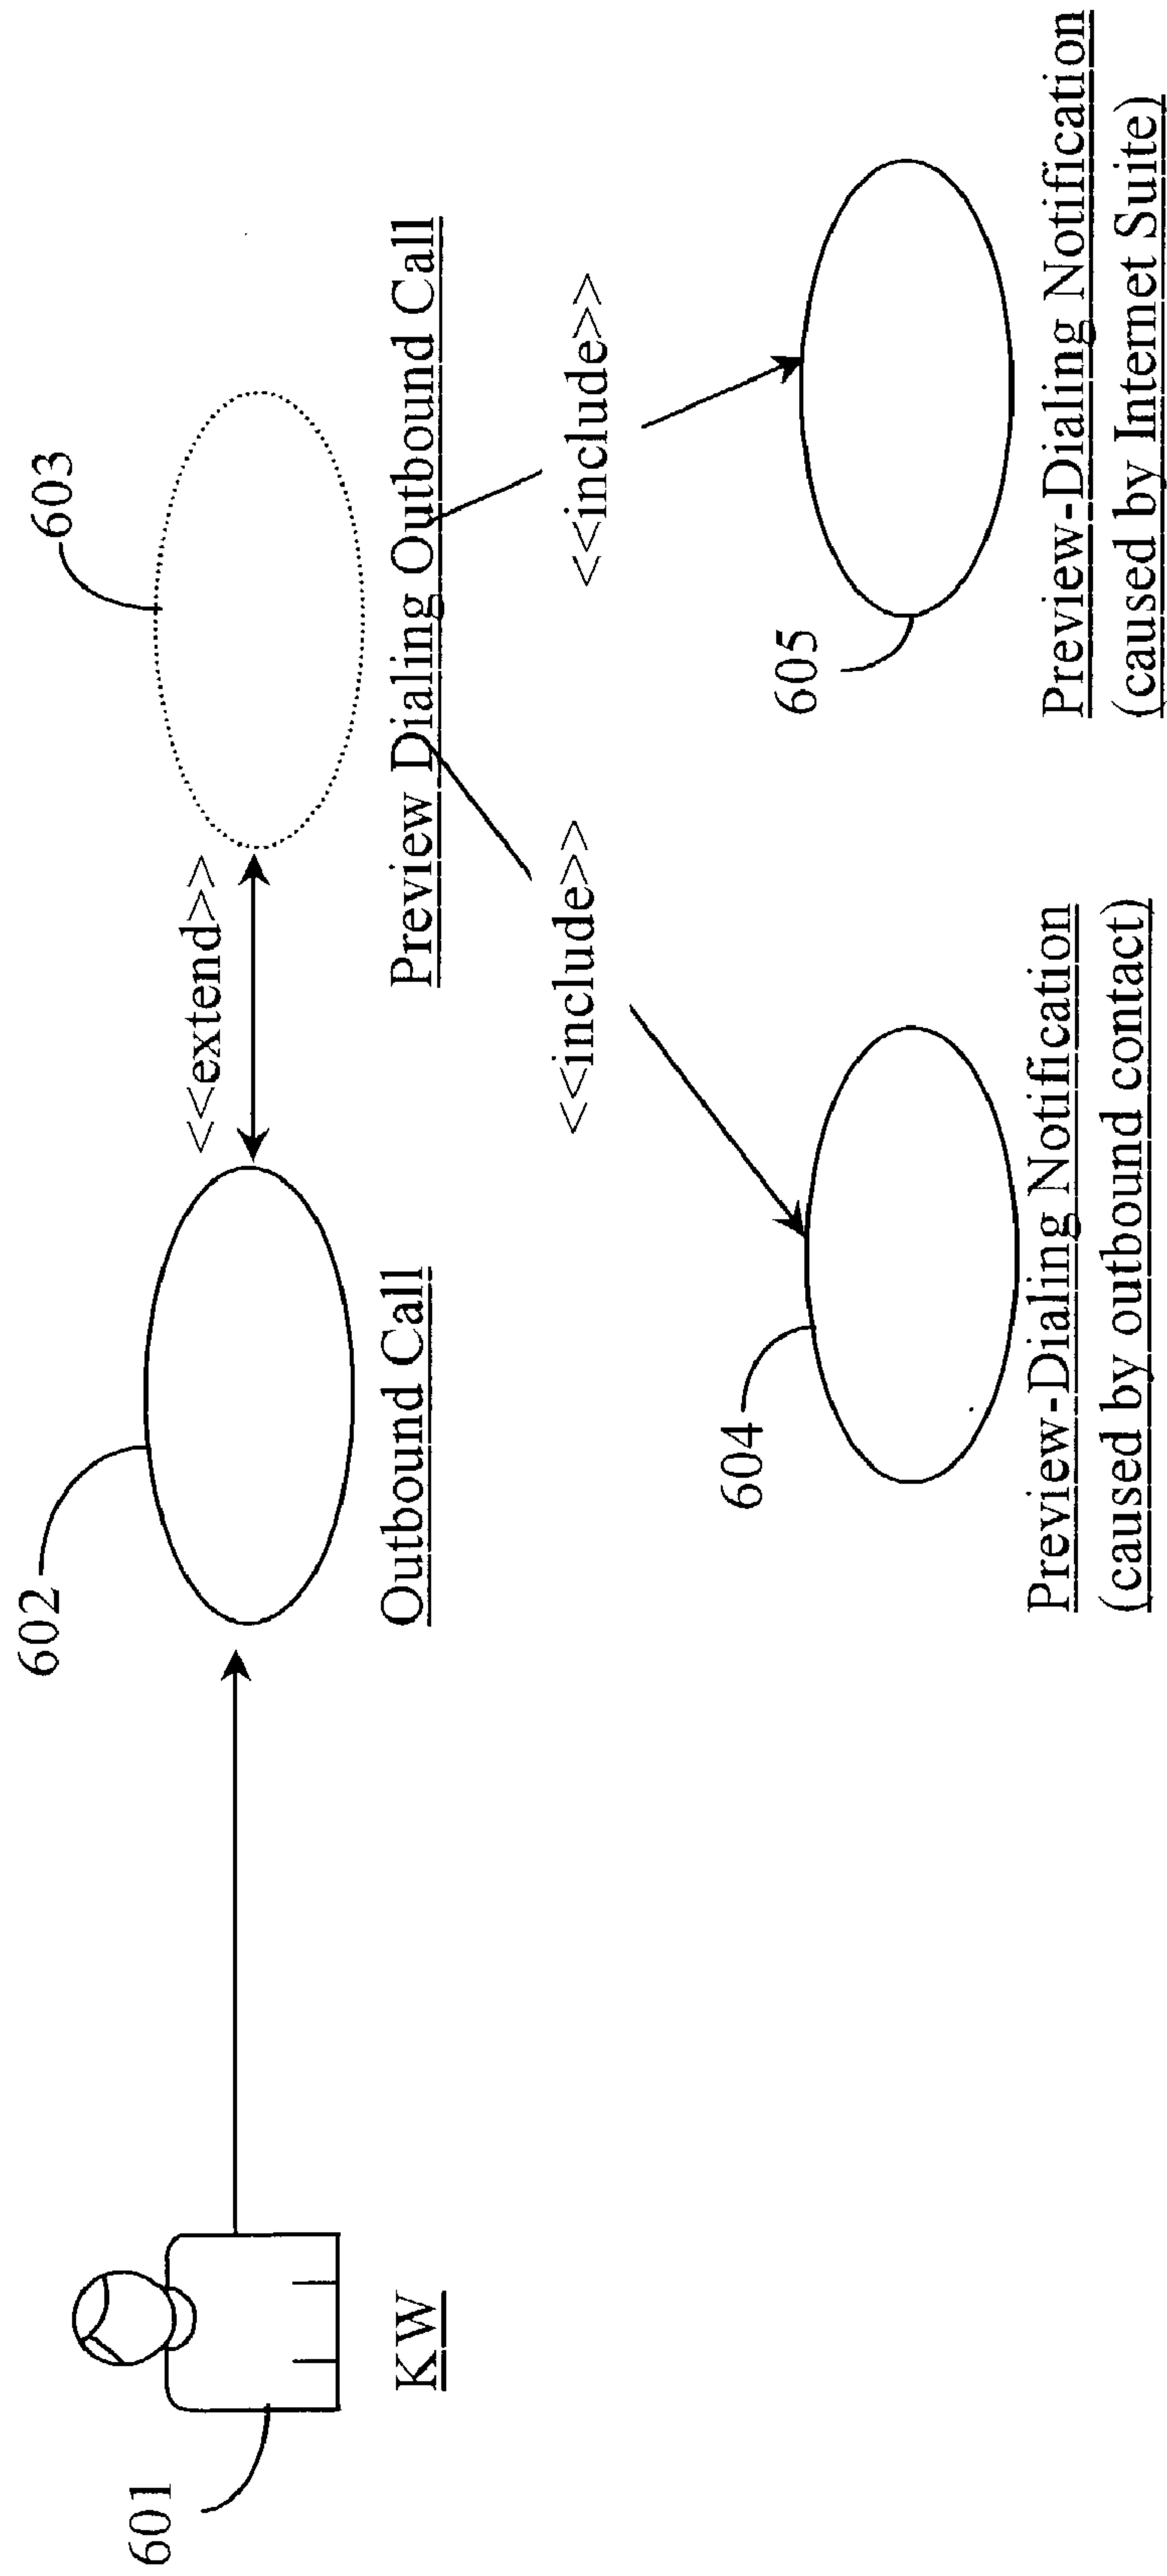 601
KW
602
Outbound Call
<<extend>>
603
Preview Dialing Outbound Call
<<include>>
<<include>>
604
Preview-Dialing Notification
(caused by outbound contact)
605
Preview-Dialing Notification
(caused by Internet Suite)